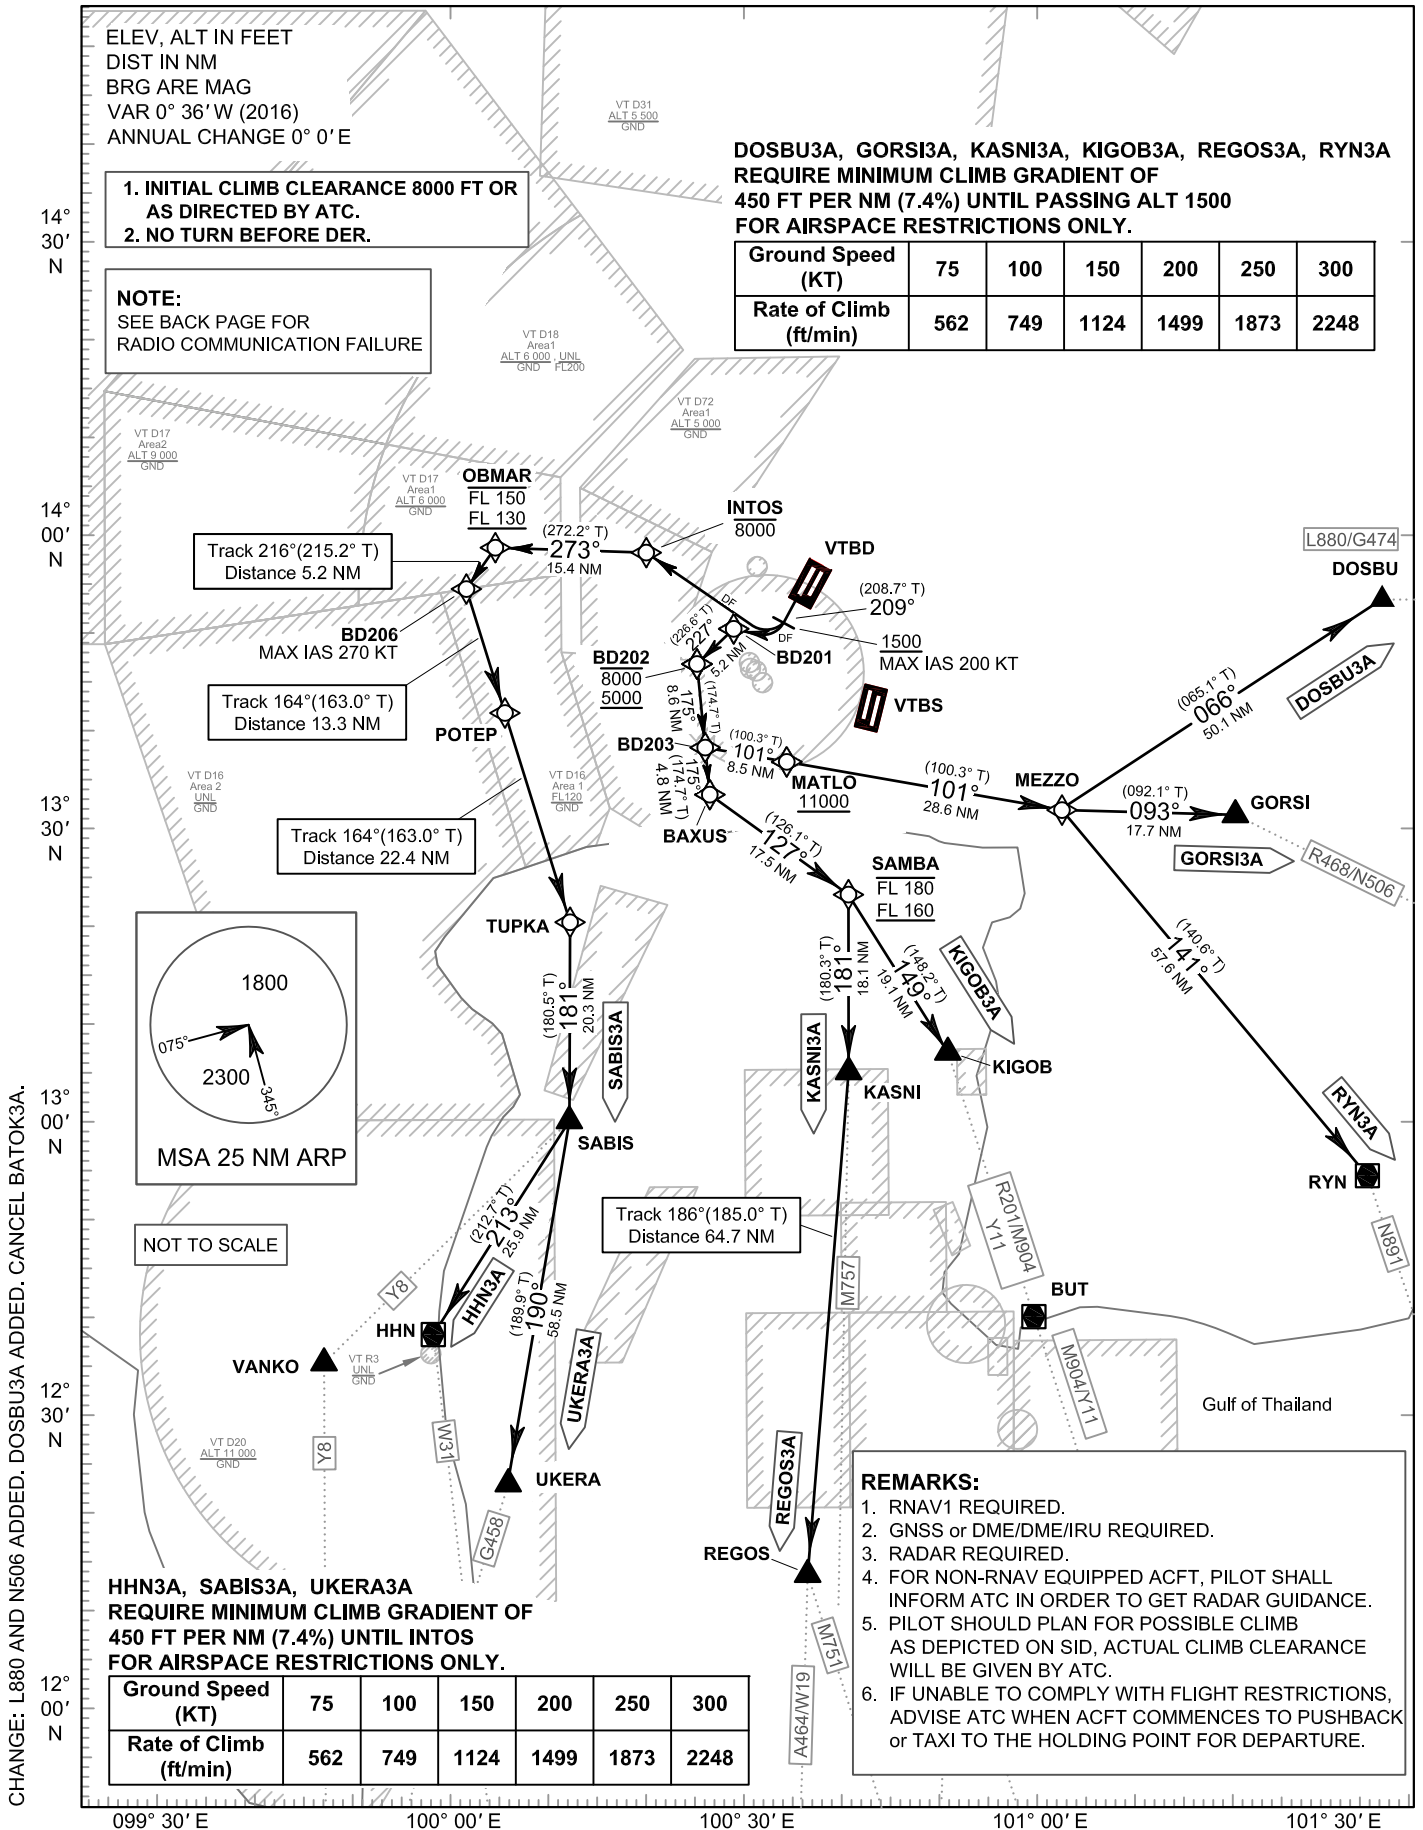 ELEV, ALT IN FEET
DIST IN NM
BRG ARE MAG
VAR 0° 36′ W (2016)
ANNUAL CHANGE 0° 0′ E
1. INITIAL CLIMB CLEARANCE 8000 FT OR
AS DIRECTED BY ATC.
2. NO TURN BEFORE DER.
NOTE:
SEE BACK PAGE FOR
RADIO COMMUNICATION FAILURE
VT D31
ALT 5 500
GND
DOSBU3A, GORSI3A, KASNI3A, KIGOB3A, REGOS3A, RYN3A
REQUIRE MINIMUM CLIMB GRADIENT OF
450 FT PER NM (7.4%) UNTIL PASSING ALT 1500
FOR AIRSPACE RESTRICTIONS ONLY.
Ground Speed (KT) 75 100 150 200 250 300
Rate of Climb (ft/min) 562 749 1124 1499 1873 2248
14°
30′
N
VT D18
Area1
ALT 6 000 , UNL
GND FL200
VT D72
Area1
ALT 5 000
GND
VT D17
Area2
ALT 9 000
GND
VT D17
Area1
ALT 6 000
GND
14°
00′
N
OBMAR
FL 150
FL 130
INTOS
8000
(272.2° T)
273°
15.4 NM
VTBD
(208.7° T)
209°
1500
MAX IAS 200 KT
DF
DF
L880/G474
DOSBU
Track 216°(215.2° T)
Distance 5.2 NM
BD206
MAX IAS 270 KT
BD201
(226.6° T)
227°
5.2 NM
BD202
8000
5000
VTBS
Track 164°(163.0° T)
Distance 13.3 NM
POTEP
(174.7° T)
175°
8.6 NM
BD203
(100.3° T)
101°
8.5 NM
MATLO
11000
(174.7° T)
175°
4.8 NM
BAXUS
(100.3° T)
101°
28.6 NM
MEZZO
(065.1° T)
066°
50.1 NM
DOSBU3A
(092.1° T)
093°
17.7 NM
GORSI
GORSI3A
R468/N506
VT D16
Area 2
UNL
GND
VT D16
Area 1
FL120
GND
13°
30′
N
Track 164°(163.0° T)
Distance 22.4 NM
(126.1° T)
127°
17.5 NM
SAMBA
FL 180
FL 160
TUPKA
1800
075°
2300
345°
MSA 25 NM ARP
(180.5° T)
181°
20.3 NM
SABIS3A
(180.3° T)
181°
18.1 NM
KASNI3A
(148.2° T)
149°
19.1 NM
KIGOB3A
(140.6° T)
141°
57.6 NM
RYN3A
13°
00′
N
SABIS
KASNI
KIGOB
RYN
N891
NOT TO SCALE
Track 186°(185.0° T)
Distance 64.7 NM
(212.7° T)
213°
25.9 NM
HHN3A
(189.9° T)
190°
58.5 NM
UKERA3A
Y8
HHN
VANKO
VT R3
UNL
GND
M757
R201/M904
Y11
BUT
M904/Y11
Gulf of Thailand
12°
30′
N
VT D20
ALT 11 000
GND
Y8
W31
UKERA
G458
REGOS3A
REGOS
M751
A464/W19
REMARKS:
1. RNAV1 REQUIRED.
2. GNSS or DME/DME/IRU REQUIRED.
3. RADAR REQUIRED.
4. FOR NON-RNAV EQUIPPED ACFT, PILOT SHALL
INFORM ATC IN ORDER TO GET RADAR GUIDANCE.
5. PILOT SHOULD PLAN FOR POSSIBLE CLIMB
AS DEPICTED ON SID, ACTUAL CLIMB CLEARANCE
WILL BE GIVEN BY ATC.
6. IF UNABLE TO COMPLY WITH FLIGHT RESTRICTIONS,
ADVISE ATC WHEN ACFT COMMENCES TO PUSHBACK
or TAXI TO THE HOLDING POINT FOR DEPARTURE.
HHN3A, SABIS3A, UKERA3A
REQUIRE MINIMUM CLIMB GRADIENT OF
450 FT PER NM (7.4%) UNTIL INTOS
FOR AIRSPACE RESTRICTIONS ONLY.
Ground Speed (KT) 75 100 150 200 250 300
Rate of Climb (ft/min) 562 749 1124 1499 1873 2248
12°
00′
N
099° 30′ E 100° 00′ E 100° 30′ E 101° 00′ E 101° 30′ E
CHANGE: L880 AND N506 ADDED. DOSBU3A ADDED. CANCEL BATOK3A.